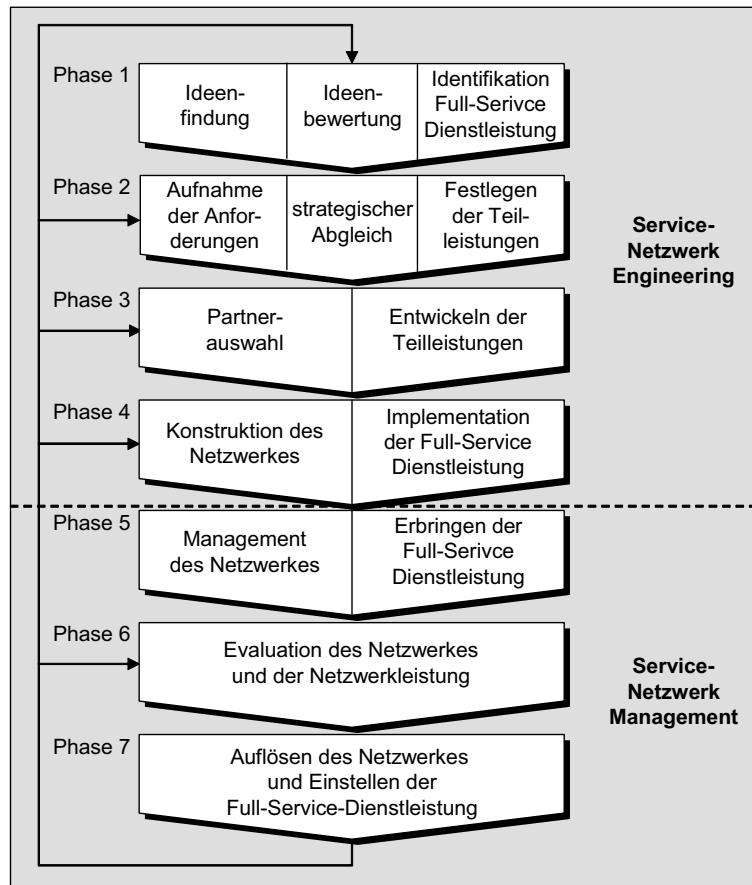 Phase 1
Ideen-
findung
Ideen-
bewertung
Identifikation
Full-Serivce
Dienstleistung
Phase 2
Aufnahme
der Anfor-
derungen
strategischer
Abgleich
Festlegen
der Teil-
leistungen
Service-
Netzwerk
Engineering
Phase 3
Partner-
auswahl
Entwickeln der
Teilleistungen
Phase 4
Konstruktion des
Netzwerkes
Implementation
der Full-Service
Dienstleistung
Phase 5
Management
des Netzwerkes
Erbringen der
Full-Serivce
Dienstleistung
Phase 6
Evaluation des Netzwerkes
und der Netzwerkleistung
Service-
Netzwerk
Management
Phase 7
Auflösen des Netzwerkes
und Einstellen der
Full-Service-Dienstleistung